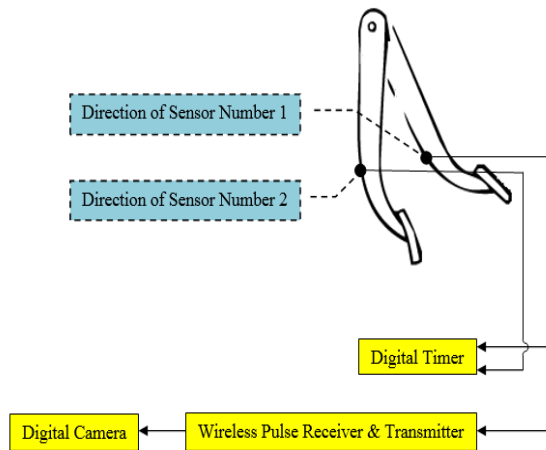 Direction of Sensor Number 1
Direction of Sensor Number 2
Digital Timer
Digital Camera
Wireless Pulse Receiver & Transmitter